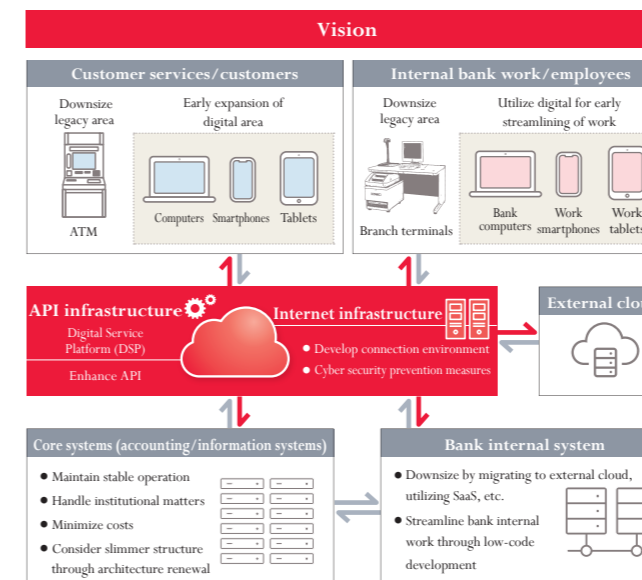 Vision
Customer services/customers
Downsize
legacy area
ATM
Early expansion of
digital area
Computers Smartphones Tablets
Internal bank work/employees
Downsize
legacy area
Branch terminals
Utilize digital for early
streamlining of work
Bank
computers
Work
smartphones
Work
tablets
API infrastructure
Digital Service
Platform (DSP)
Enhance API
Internet infrastructure
● Develop connection environment
● Cyber security prevention measures
External clou
Core systems (accounting/information systems)
● Maintain stable operation
● Handle institutional matters
● Minimize costs
● Consider slimmer structure
through architecture renewal
Bank internal system
● Downsize by migrating to external cloud,
utilizing SaaS, etc.
● Streamline bank internal
work through low-code
development